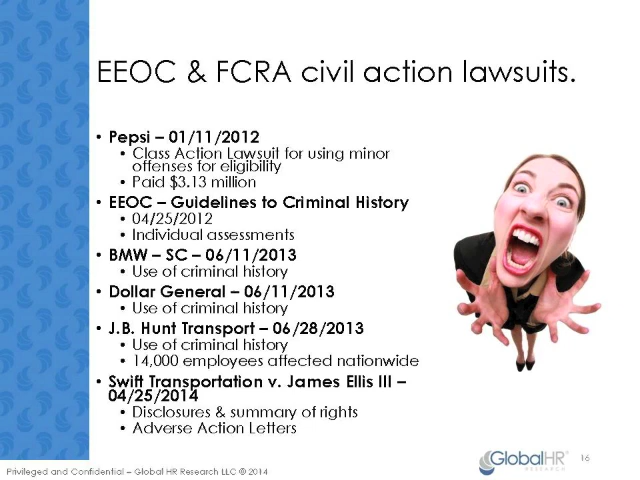 EEOC & FCRA civil action lawsuits.
• Pepsi – 01/11/2012
• Class Action Lawsuit for using minor
offenses for eligibility
• Paid $3.13 million
• EEOC – Guidelines to Criminal History
• 04/25/2012
• Individual assessments
• BMW – SC – 06/11/2013
• Use of criminal history
• Dollar General – 06/11/2013
• Use of criminal history
• J.B. Hunt Transport – 06/28/2013
• Use of criminal history
• 14,000 employees affected nationwide
• Swift Transportation v. James Ellis III –
04/25/2014
• Disclosures & summary of rights
• Adverse Action Letters
GlobalHR®
RESEARCH
16
Privileged and Confidential – Global HR Research LLC © 2014